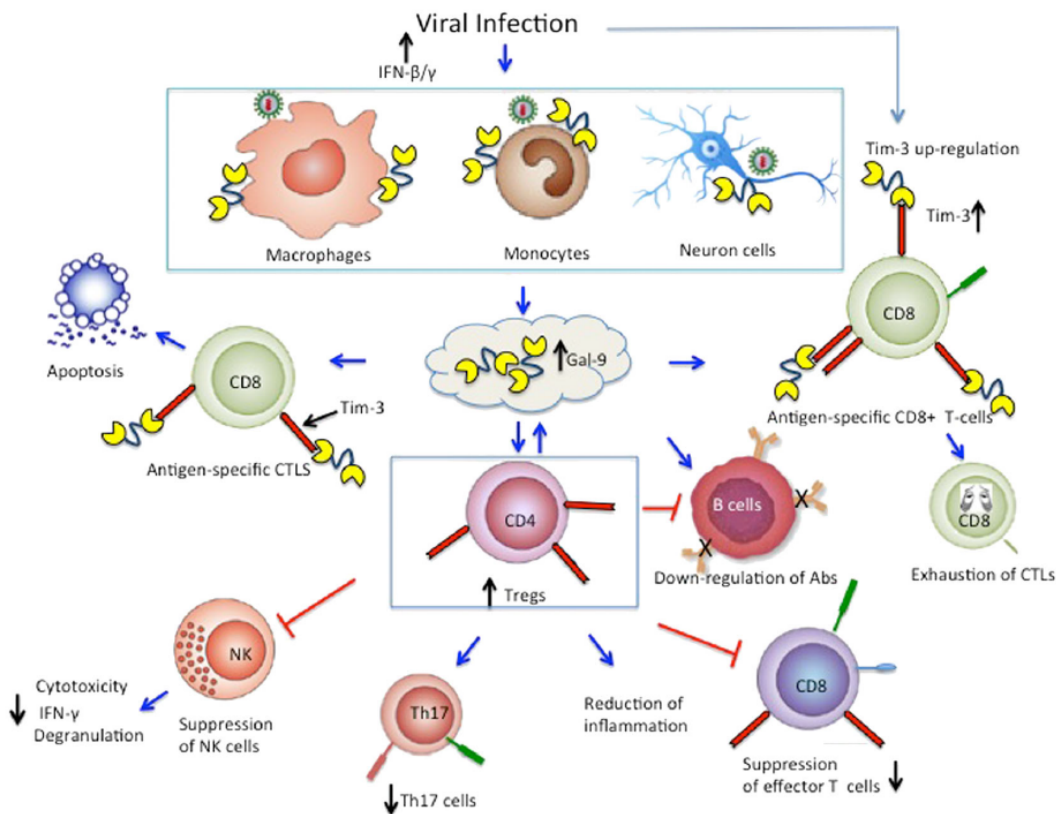 Viral Infection
IFN-β/γ
Macrophages
Monocytes
Neuron cells
Tim-3 up-regulation
Tim-3
CD8
Antigen-specific CD8+ T-cells
Gal-9
Apoptosis
CD8
Tim-3
Antigen-specific CTLS
CD4
Tregs
B cells
X
X
Down-regulation of Abs
CD8
Exhaustion of CTLs
NK
Cytotoxicity
IFN-γ
Degranulation
Suppression
of NK cells
Th17
Th17 cells
Reduction of
inflammation
CD8
Suppression
of effector T cells